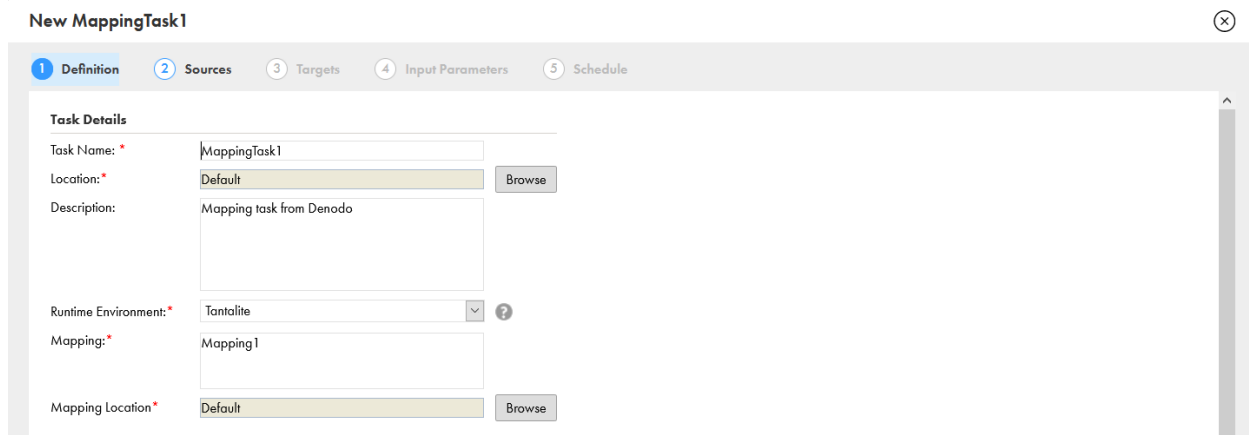 New MappingTask1
1 Definition 2 Sources 3 Targets 4 Input Parameters 5 Schedule
Task Details
Task Name: * MappingTask1
Location:* Default Browse
Description: Mapping task from Denodo
Runtime Environment:* Tantalite ?
Mapping:* Mapping1
Mapping Location* Default Browse